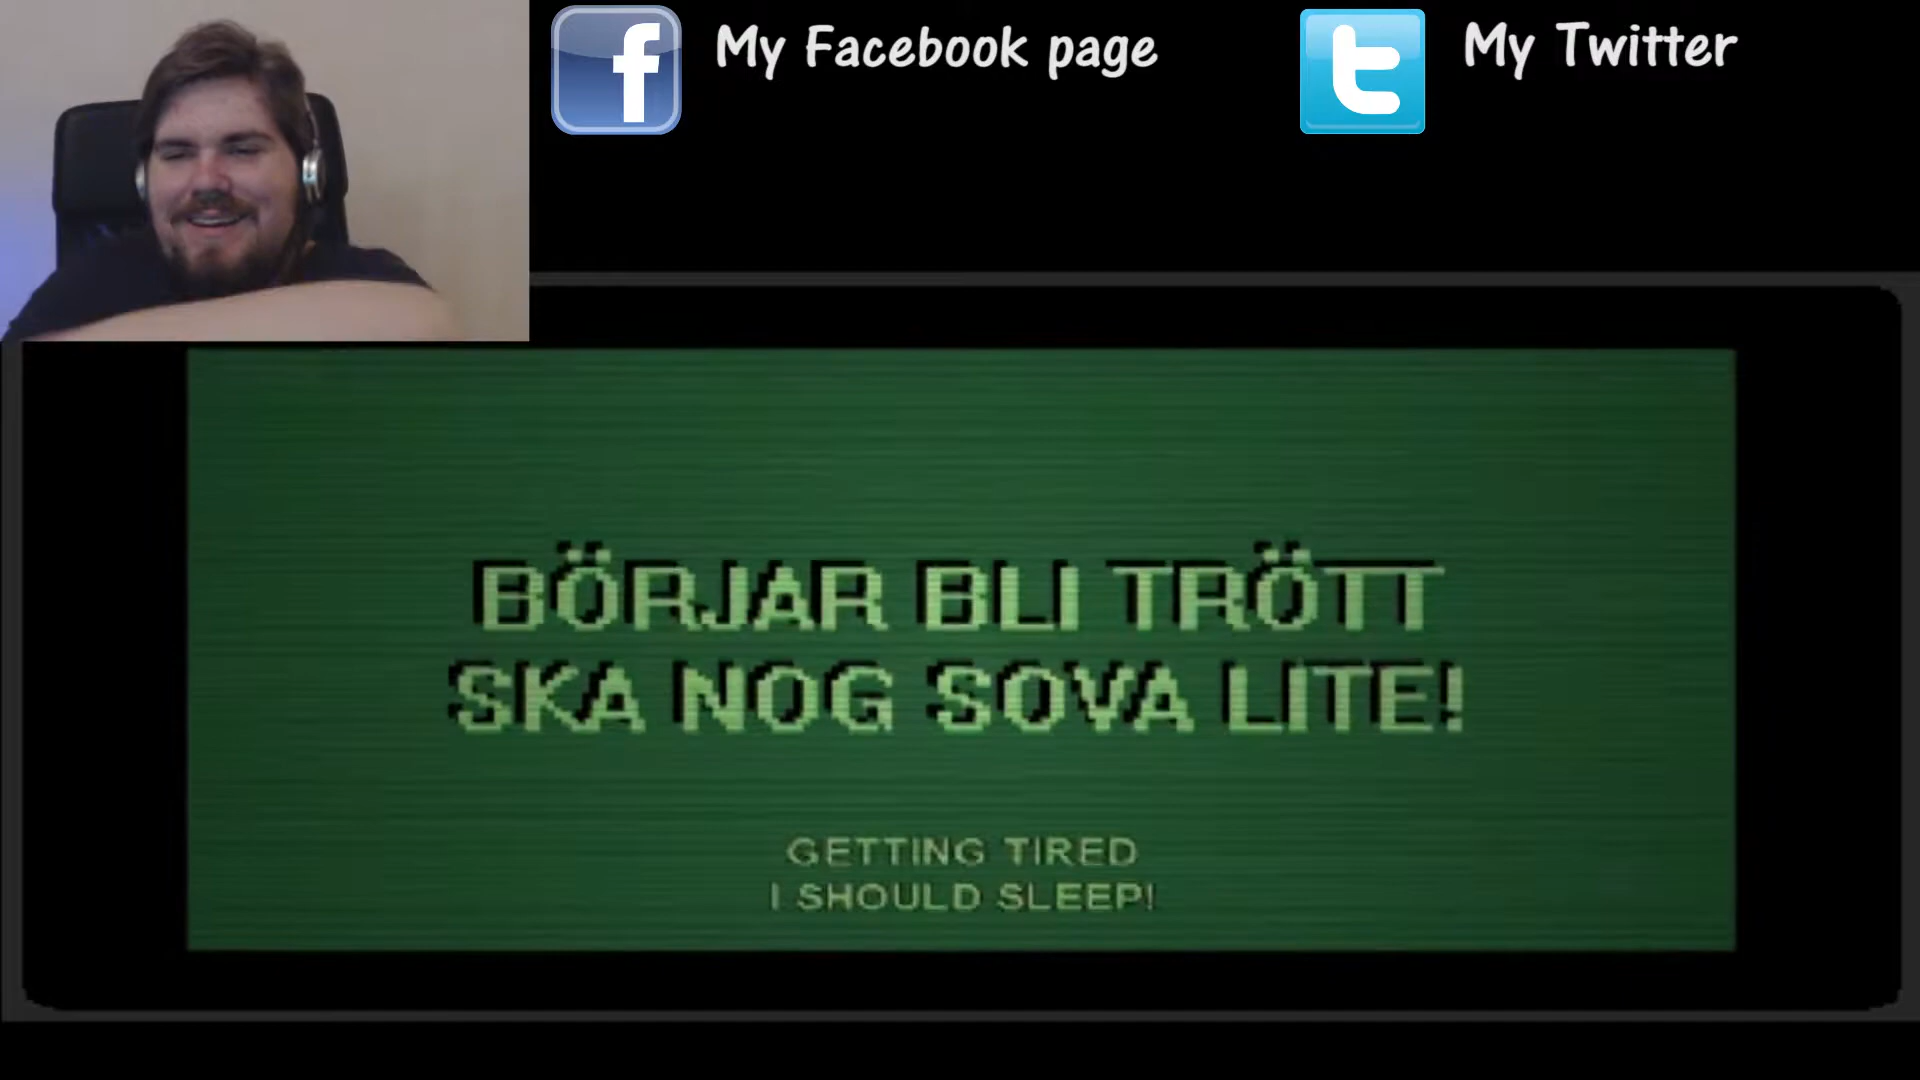 My Facebook page
My Twitter
BÖRJAR BLI TRÖTT
SKA NOG SOVA LITE!
GETTING TIRED
I SHOULD SLEEP!